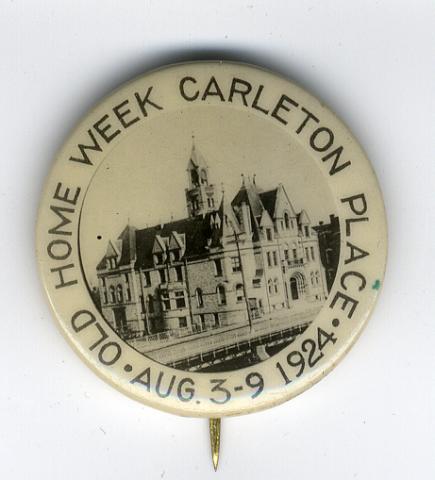 OLD HOME WEEK CARLETON PLACE •
AUG. 3-9 1924 •